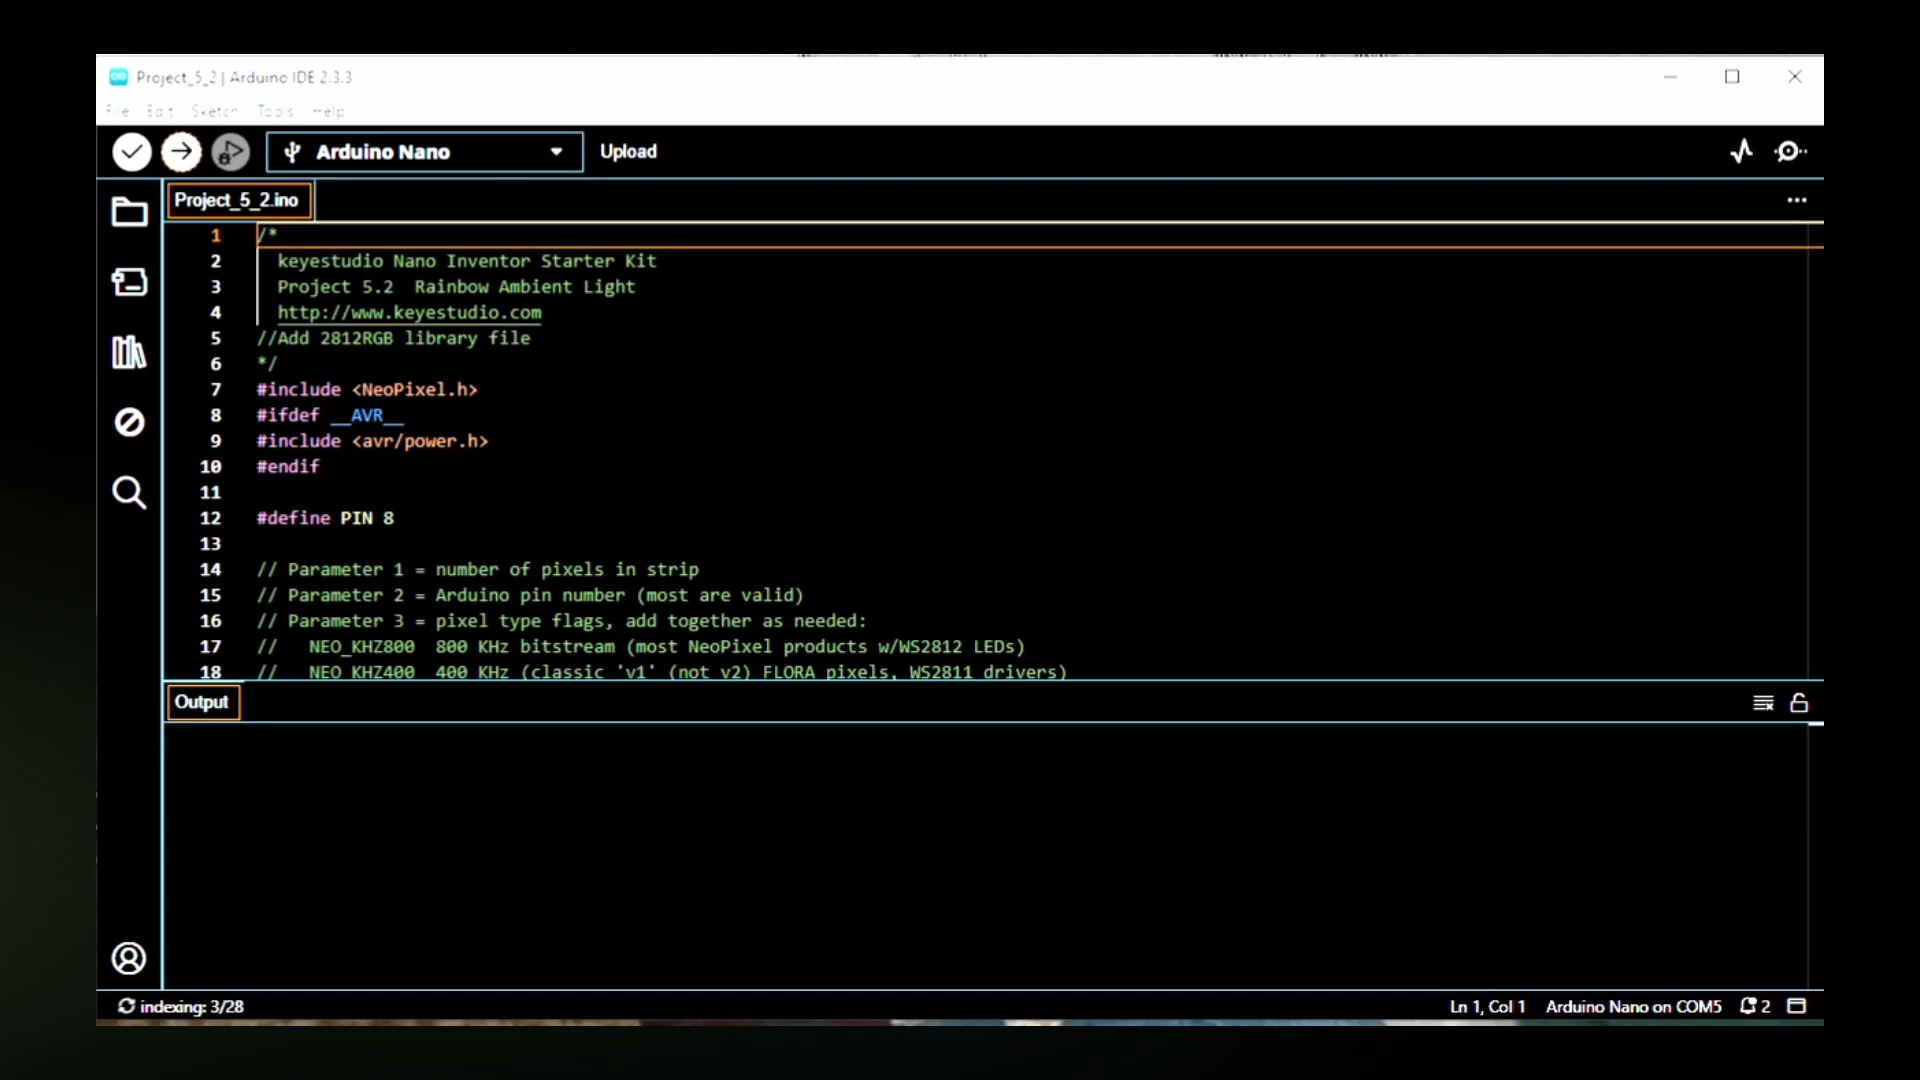 Project_5_2 | Arduino IDE 2.3.3
File Edit Sketch Tools Help
Arduino Nano
Upload
Project_5_2.ino
1 /*
2 keyestudio Nano Inventor Starter Kit
3 Project 5.2  Rainbow Ambient Light
4 http://www.keyestudio.com
5 //Add 2812RGB library file
6 */
7 #include <NeoPixel.h>
8 #ifdef __AVR__
9 #include <avr/power.h>
10 #endif
11
12 #define PIN 8
13
14 // Parameter 1 = number of pixels in strip
15 // Parameter 2 = Arduino pin number (most are valid)
16 // Parameter 3 = pixel type flags, add together as needed:
17 //   NEO_KHZ800  800 KHz bitstream (most NeoPixel products w/WS2812 LEDs)
18 //   NEO_KHZ400  400 KHz (classic 'v1' (not v2) FLORA pixels, WS2811 drivers)
Output
indexing: 3/28
Ln 1, Col 1 Arduino Nano on COM5 2